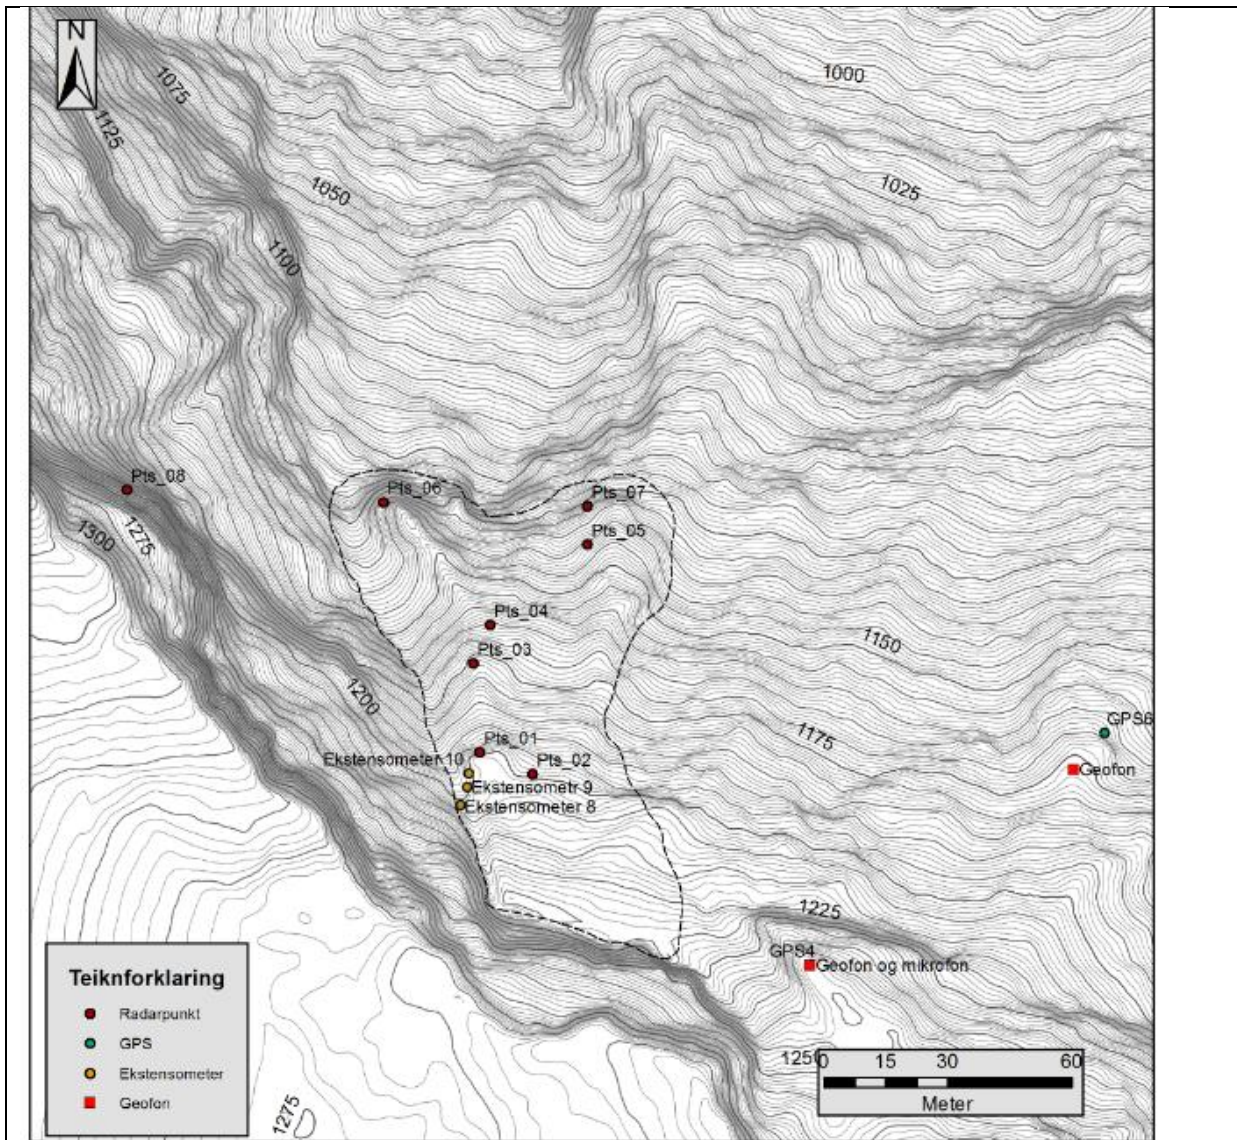 N
1075
1000
1125
1050
1025
1100
Pts_08
Pts_06
Pts_07
1300
1275
Pts_05
Pts_04
1150
Pts_03
1200
GPS6
1175
Pts_01
Ekstensometer 10
Pts_02
Geofon
Ekstensometr 9
Ekstensometer 8
1225
GPS4
Geofon og mikrofon
Teiknforklaring
Radarpunkt
GPS
Ekstensometer
Geofon
125
0 15 30 60
Meter
1275